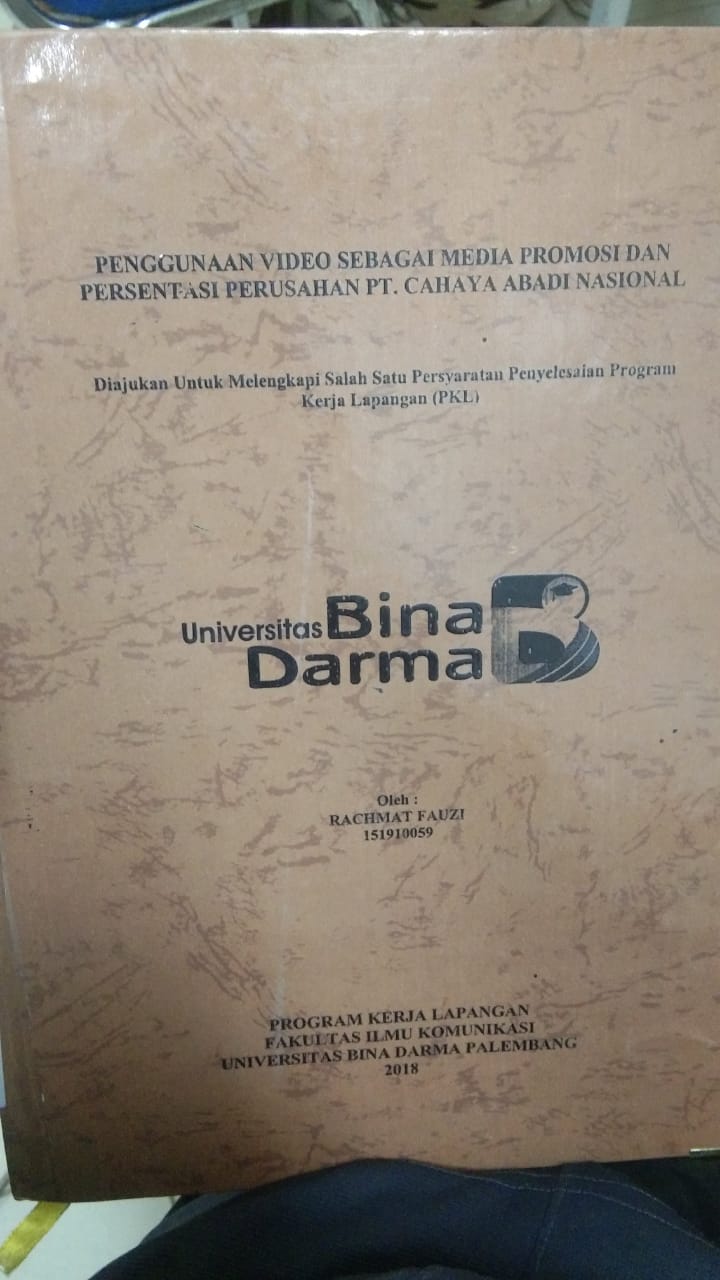 PENGGUNAAN VIDEO SEBAGAI MEDIA PROMOSI DAN
PERSENTASI PERUSAHAN PT. CAHAYA ABADI NASIONAL
Diajukan Untuk Melengkapi Salah Satu Persyaratan Penyelesaian Program
Kerja Lapangan (PKL)
Universitas Bina
Darma
Oleh :
RACHMAT FAUZI
151910059
PROGRAM KERJA LAPANGAN
FAKULTAS ILMU KOMUNIKASI
UNIVERSITAS BINA DARMA PALEMBANG
2018